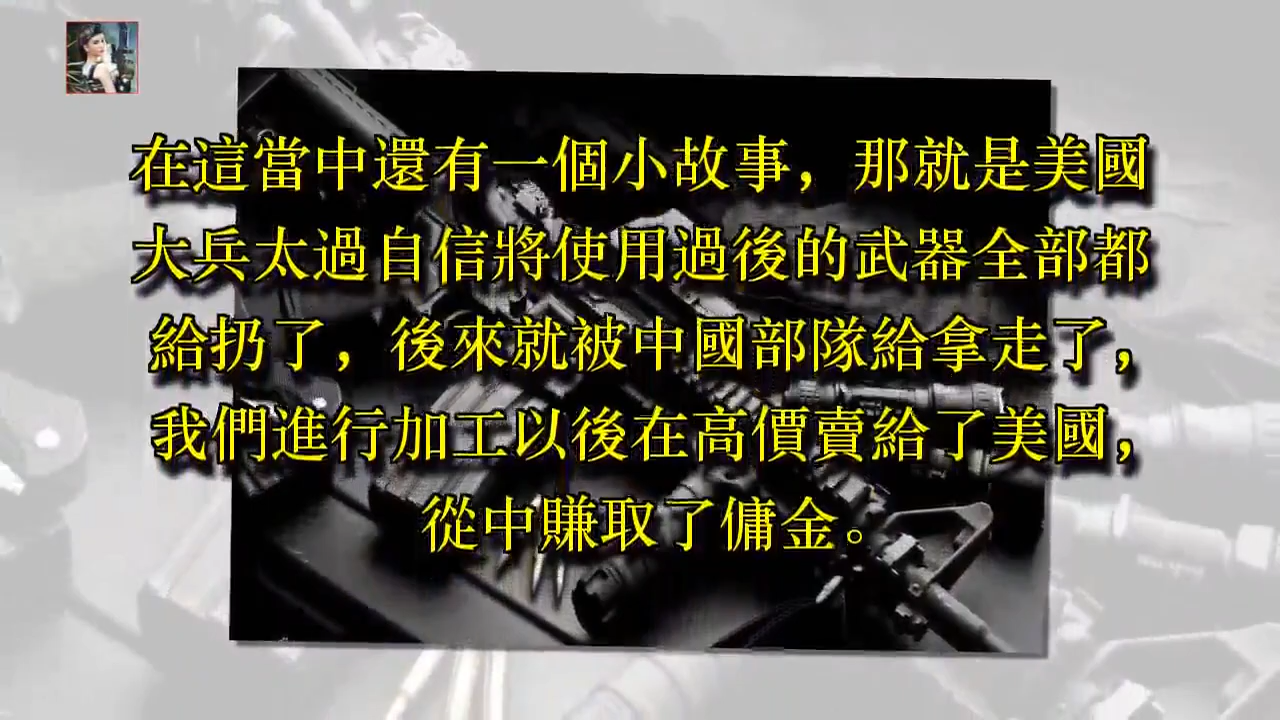 在這當中還有一個小故事，那就是美國
大兵太過自信將使用過後的武器全部都
給扔了，後來就被中國部隊給拿走了，
我們進行加工以後在高價賣給了美國，
從中賺取了傭金。